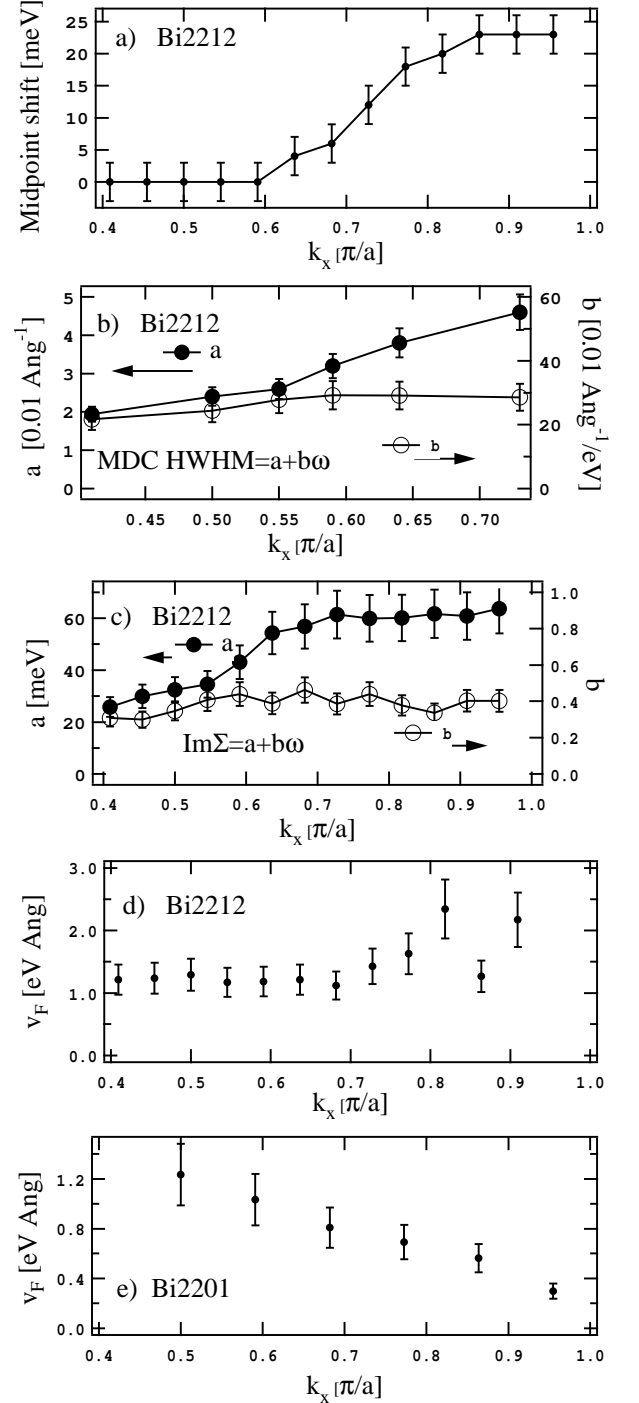 a) Bi2212
Midpoint shift [meV]
25
20
15
10
5
0
0.4 0.5 0.6 0.7 0.8 0.9 1.0
k_x [π/a]
b) Bi2212
a
a [0.01 Ang⁻¹]
5
4
3
2
1
0
b [0.01 Ang⁻¹/eV]
60
40
20
0
b
MDC HWHM=a+bω
0.45 0.50 0.55 0.60 0.65 0.70
k_x [π/a]
c) Bi2212
a
a [meV]
60
40
20
0
b
1.0
0.8
0.6
0.4
0.2
0.0
b
ImΣ=a+bω
0.4 0.5 0.6 0.7 0.8 0.9 1.0
k_x [π/a]
d) Bi2212
v_F [eV Ang]
3.0
2.0
1.0
0.0
0.4 0.5 0.6 0.7 0.8 0.9 1.0
k_x [π/a]
v_F [eV Ang]
1.2
0.8
0.4
0.0
e) Bi2201
0.4 0.5 0.6 0.7 0.8 0.9 1.0
k_x [π/a]